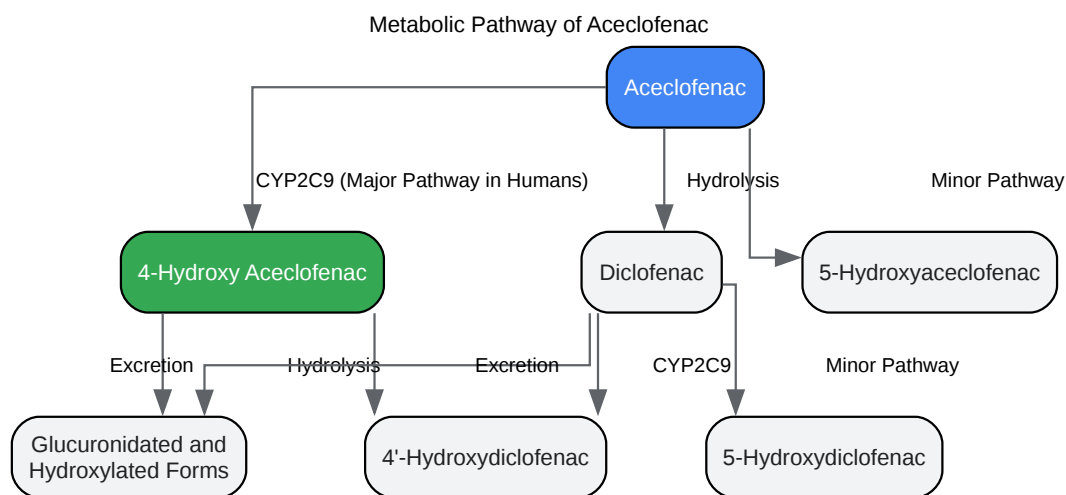 Metabolic Pathway of Aceclofenac
Aceclofenac
CYP2C9 (Major Pathway in Humans)
Hydrolysis
Minor Pathway
4-Hydroxy Aceclofenac
Diclofenac
5-Hydroxyaceclofenac
Excretion
Hydrolysis
Excretion
CYP2C9
Minor Pathway
Glucuronidated and
Hydroxylated Forms
4'-Hydroxydiclofenac
5-Hydroxydiclofenac